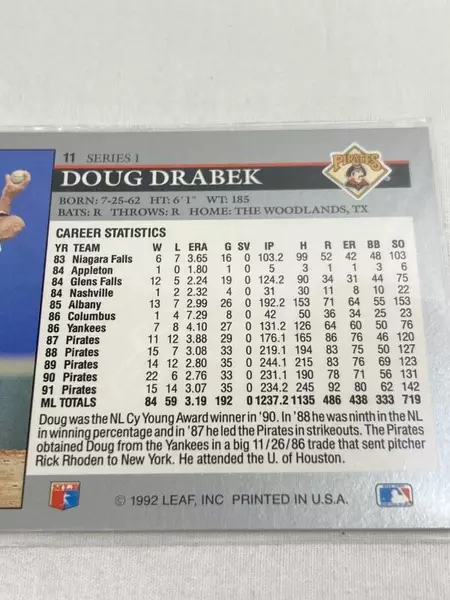 11 SERIES 1
DOUG DRABEK
PIRATES
BORN: 7-25-62 HT: 6'1" WT: 185
BATS: R THROWS: R HOME: THE WOODLANDS, TX
CAREER STATISTICS
YR TEAM W L ERA G SV IP H R ER BB SO
83 Niagara Falls 6 7 3.65 16 0 103.2 99 52 42 48 103
84 Appleton 1 0 1.80 1 0 5 3 1 1 3 6
84 Glens Falls 12 5 2.24 19 0 124.2 90 34 31 44 75
84 Nashville 1 2 2.32 4 0 31 30 11 8 10 22
85 Albany 13 7 2.99 26 0 192.2 153 71 64 55 153
86 Columbus 1 4 7.29 8 0 42 50 36 34 25 23
86 Yankees 7 8 4.10 27 0 131.2 126 64 60 50 76
87 Pirates 11 12 3.88 29 0 176.1 165 86 76 46 120
88 Pirates 15 7 3.08 33 0 219.1 194 83 75 50 127
89 Pirates 14 12 2.80 35 0 244.1 215 83 76 69 123
90 Pirates 22 6 2.76 33 0 231.1 190 78 71 56 131
91 Pirates 15 14 3.07 35 0 234.2 245 92 80 62 142
ML TOTALS 84 59 3.19 192 0 1237.2 1135 486 438 333 719
Doug was the NL Cy Young Award winner in '90. In '88 he was ninth in the NL
in winning percentage and in '87 he led the Pirates in strikeouts. The Pirates
obtained Doug from the Yankees in a big 11/26/86 trade that sent pitcher
Rick Rhoden to New York. He attended the U. of Houston.
© 1992 LEAF, INC PRINTED IN U.S.A.